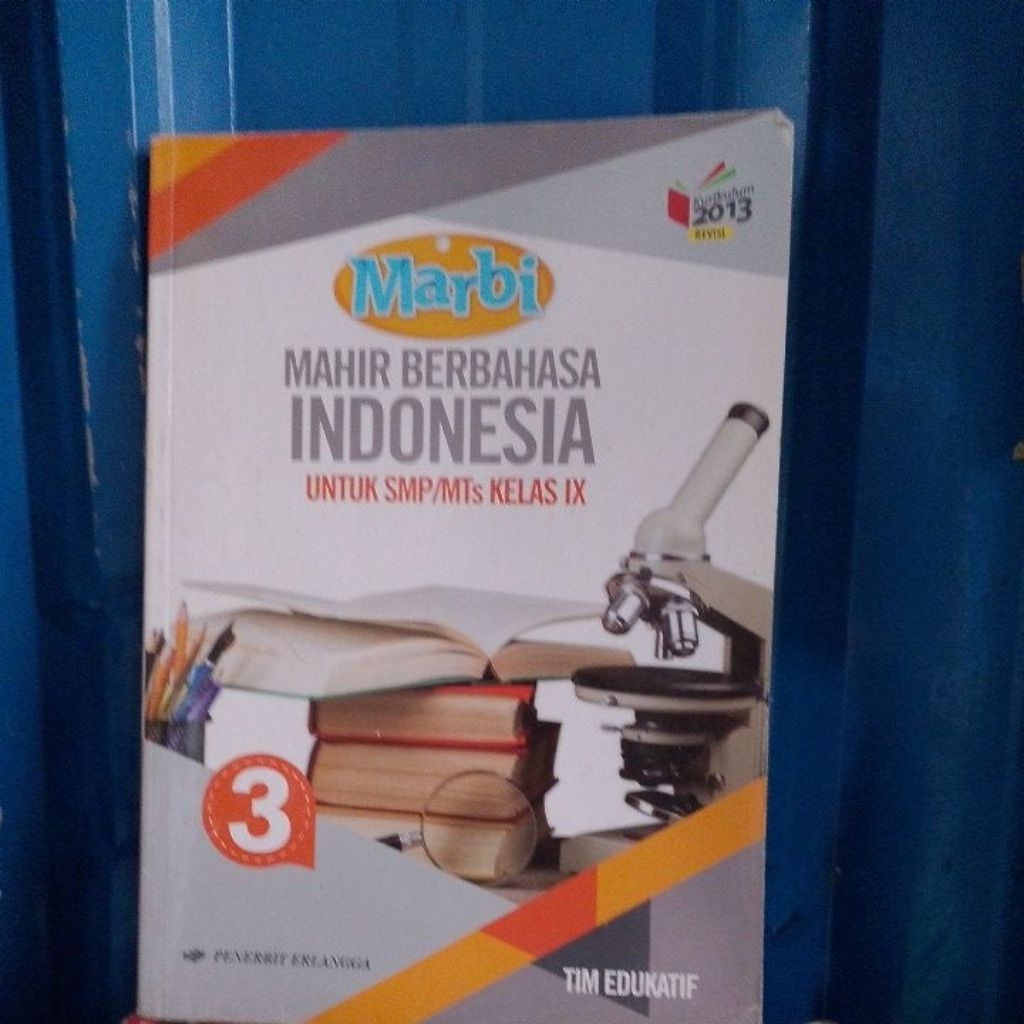 Kurikulum
2013
REVISI
Marbi
MAHIR BERBAHASA
INDONESIA
UNTUK SMP/MTs KELAS IX
3
PENERBIT ERLANGGA
TIM EDUKATIF